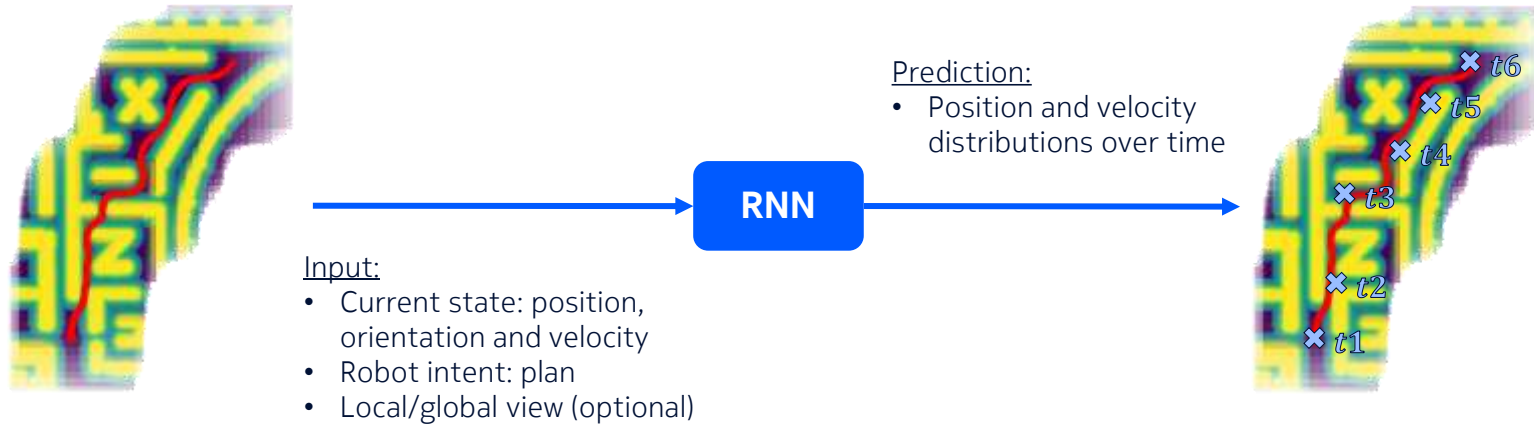 Input:
• Current state: position,
orientation and velocity
• Robot intent: plan
• Local/global view (optional)
RNN
Prediction:
• Position and velocity
distributions over time
t6
t5
t4
t3
t2
t1